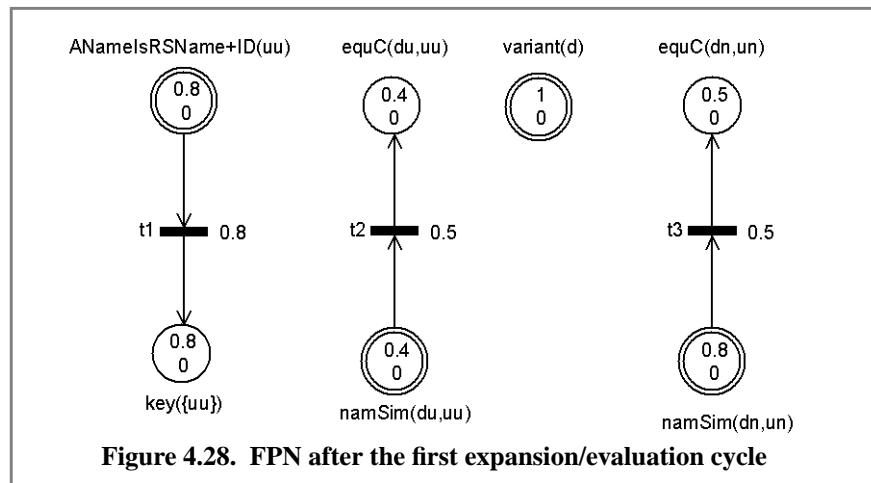 ANameIsRSName+ID(uu) equC(du,uu) variant(d) equC(dn,un)
0.8 0.4 1 0.5
0 0 0 0
t1 0.8 t2 0.5 t3 0.5
0.8 0.4 0.8
0 0 0
key({uu}) namSim(du,uu) namSim(dn,un)
Figure 4.28. FPN after the first expansion/evaluation cycle